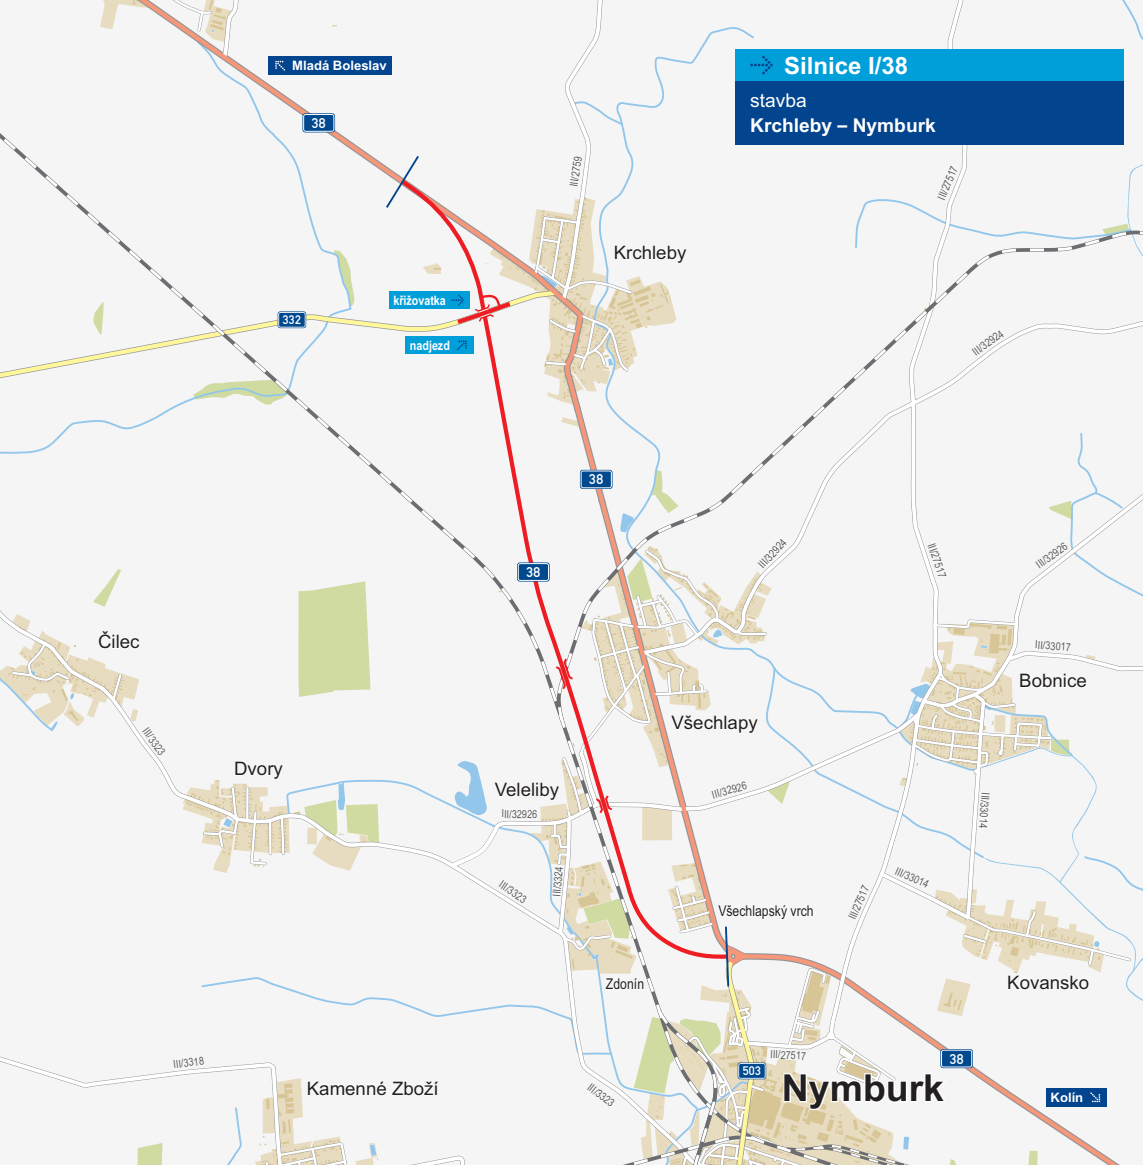 Mladá Boleslav
Silnice I/38
stavba
Krchleby – Nymburk
38
III/2759
III/27517
Krchleby
křižovatka
332
nadjezd
III/32924
38
III/32924
III/27517
III/32926
38
Čilec
III/33017
Bobnice
Všechlapy
III/3323
Dvory
Veleliby
III/32926
III/32926
III/33014
III/3324
III/3323
III/33014
III/27517
Všechlapský vrch
Zdonín
Kovansko
III/27517
38
III/3318
503
Nymburk
Kamenné Zboží
III/3323
Kolín